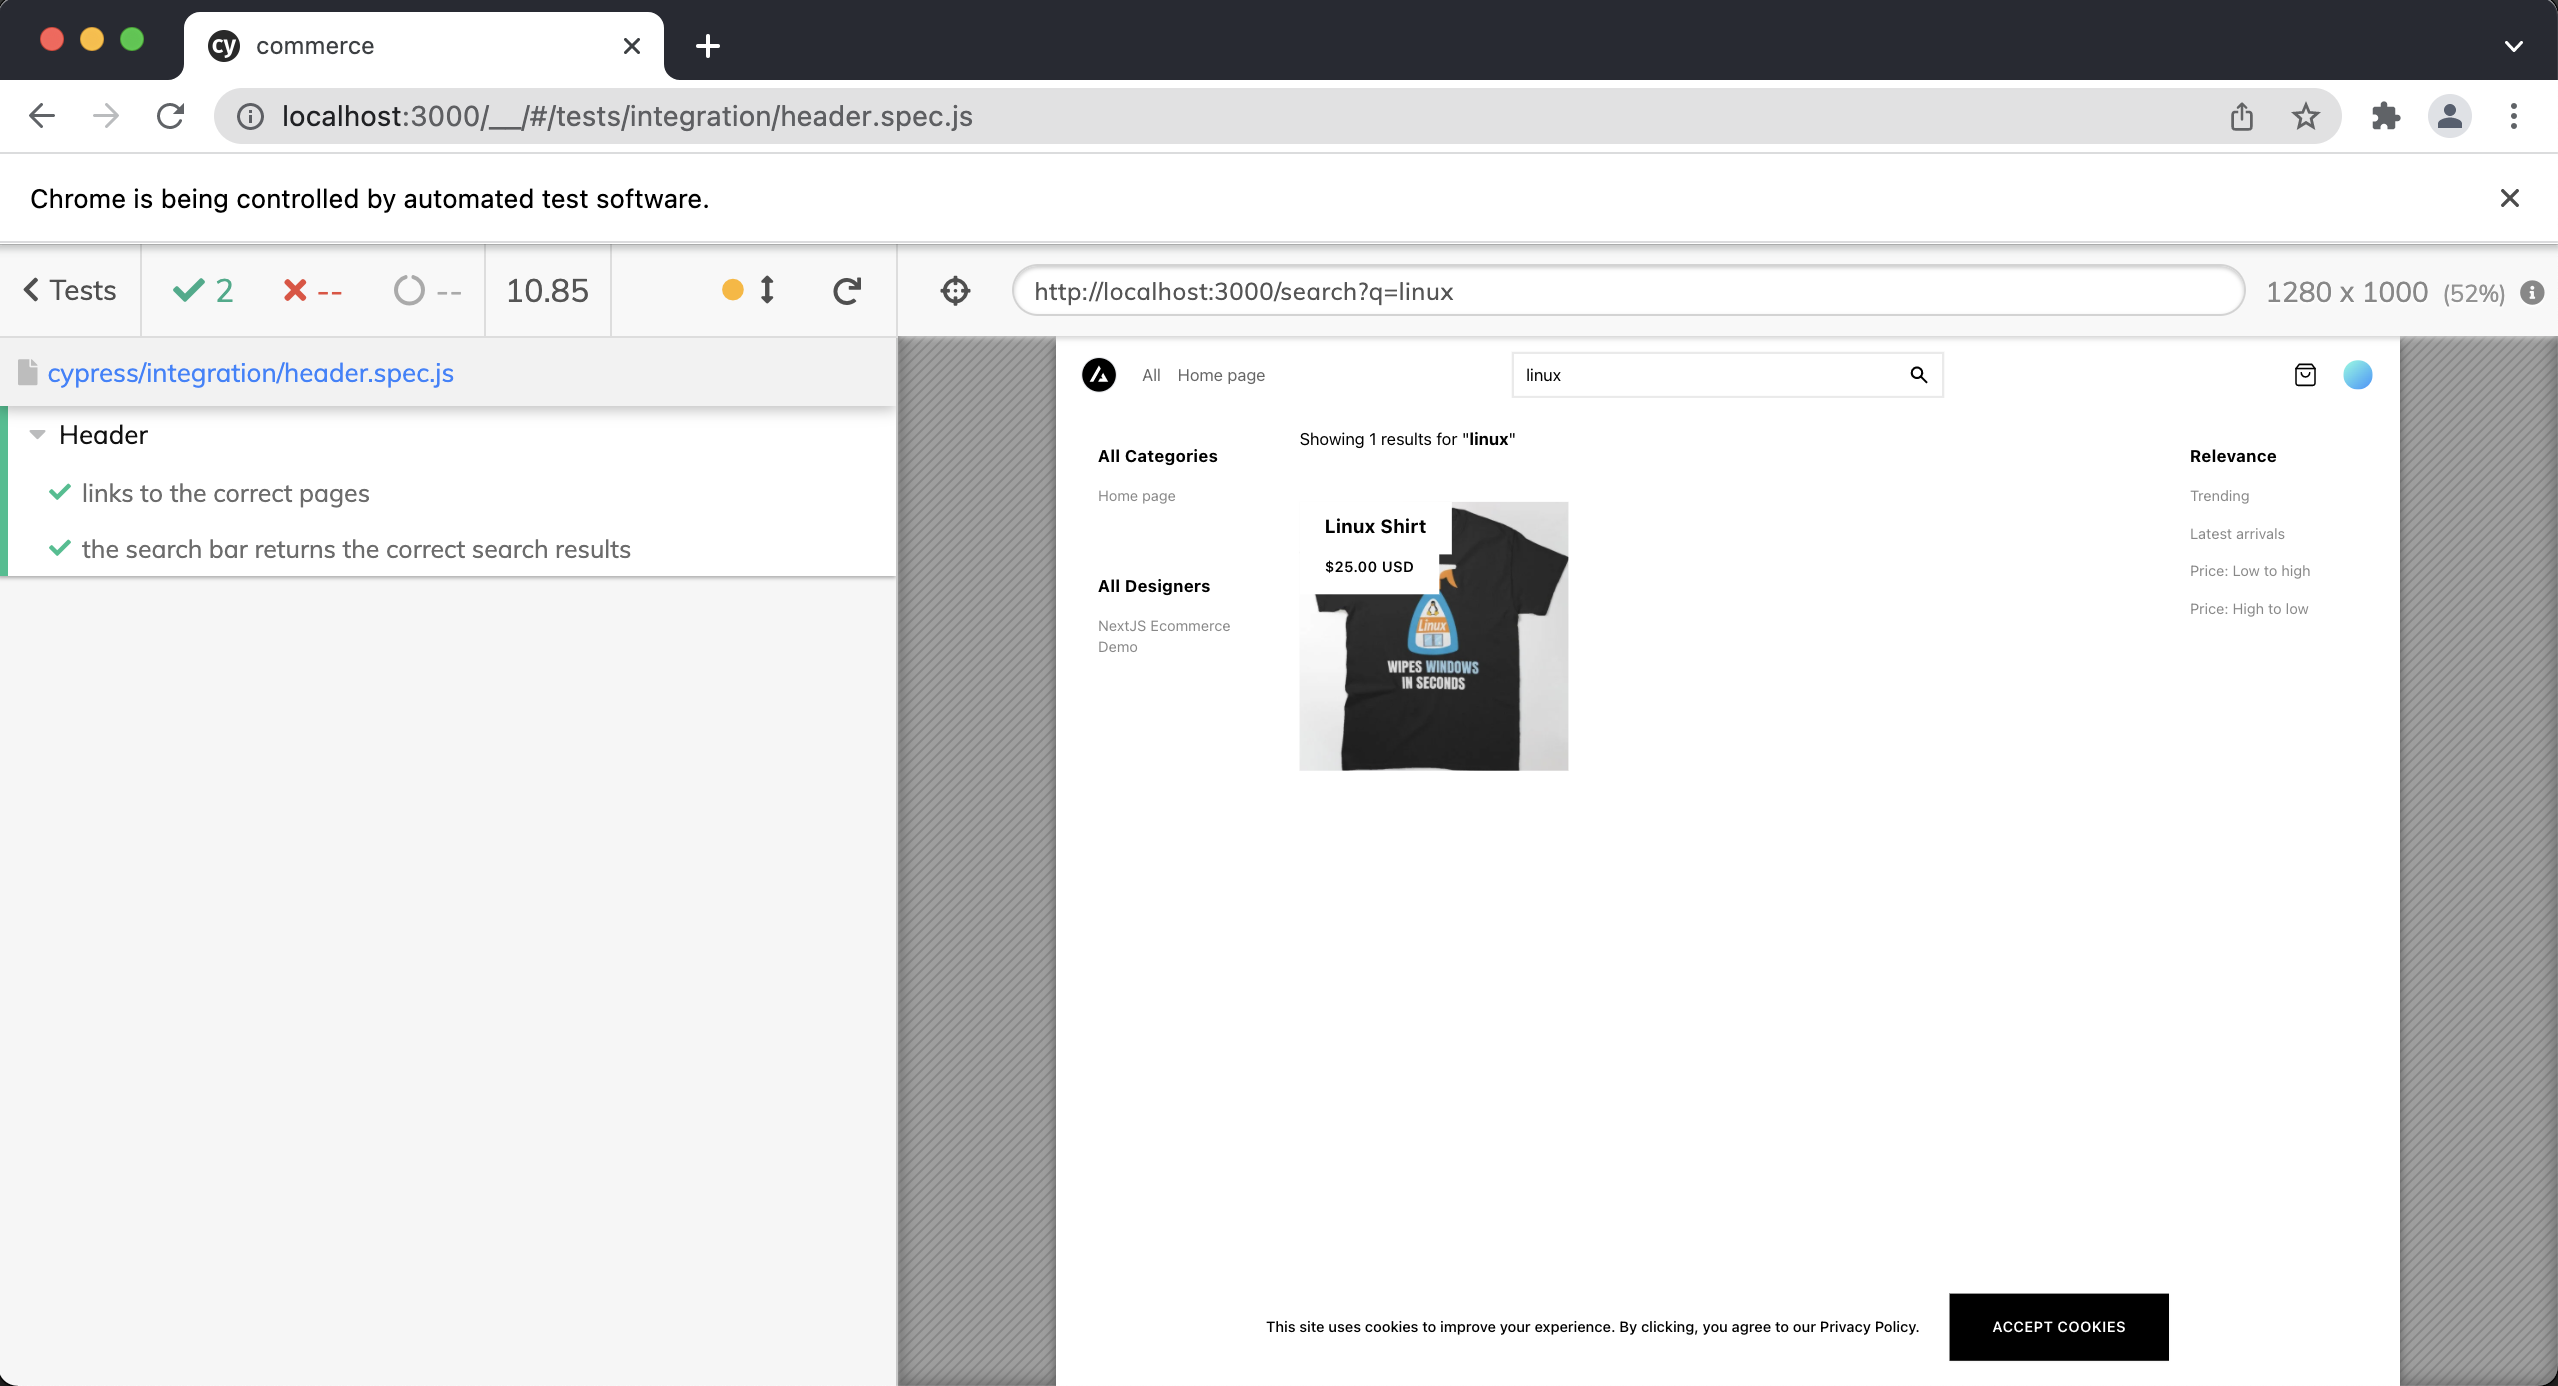 cy commerce
localhost:3000/__/#/tests/integration/header.spec.js
Chrome is being controlled by automated test software.
Tests 2 -- -- 10.85 http://localhost:3000/search?q=linux 1280 x 1000 (52%)
cypress/integration/header.spec.js
Header
links to the correct pages
the search bar returns the correct search results
All Home page linux
Showing 1 results for "linux"
All Categories
Home page
All Designers
NextJS Ecommerce
Demo
Linux Shirt
$25.00 USD
Linux
WIPES WINDOWS
IN SECONDS
Relevance
Trending
Latest arrivals
Price: Low to high
Price: High to low
This site uses cookies to improve your experience. By clicking, you agree to our Privacy Policy.
ACCEPT COOKIES